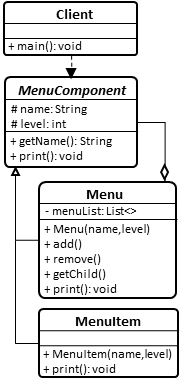 Client
+ main(): void
MenuComponent
# name: String
# level: int
+ getName(): String
+ print(): void
Menu
- menuList: List<>
+ Menu(name,level)
+ add()
+ remove()
+ getChild()
+ print(): void
MenuItem
+ MenuItem(name,level)
+ print(): void